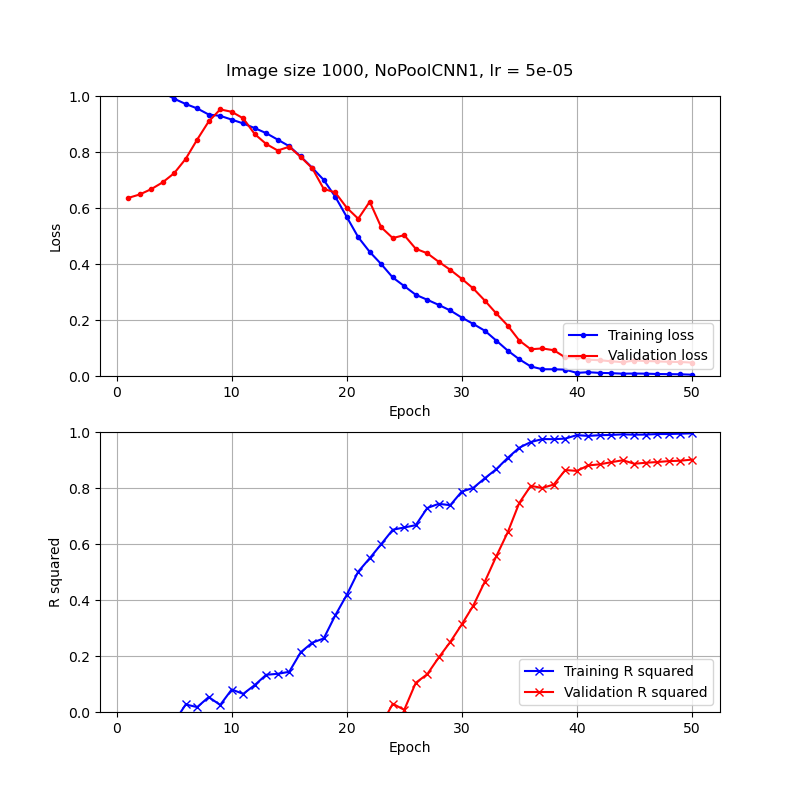 Image size 1000, NoPoolCNN1, lr = 5e-05
1.0
0.8
0.6
0.4
0.2
0.0
Loss
Training loss
Validation loss
0 10 20 30 40 50
Epoch
1.0
0.8
0.6
0.4
0.2
0.0
R squared
Training R squared
Validation R squared
0 10 20 30 40 50
Epoch